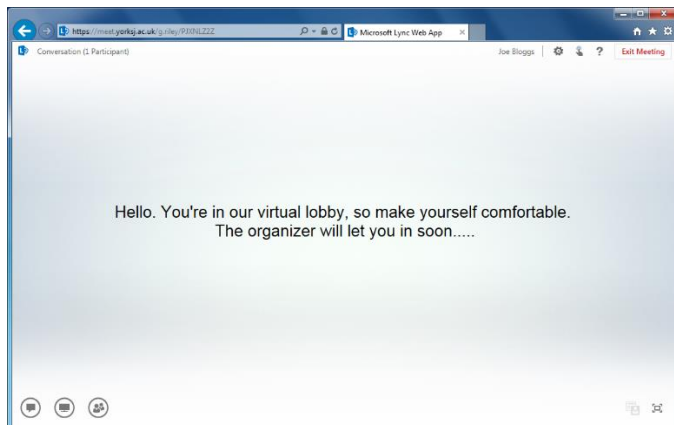 https://meet.yorksj.ac.uk/g.riley/PJXNLZ2Z
Microsoft Lync Web App
Conversation (1 Participant)
Joe Bloggs
?
Exit Meeting
Hello. You're in our virtual lobby, so make yourself comfortable.
The organizer will let you in soon.....